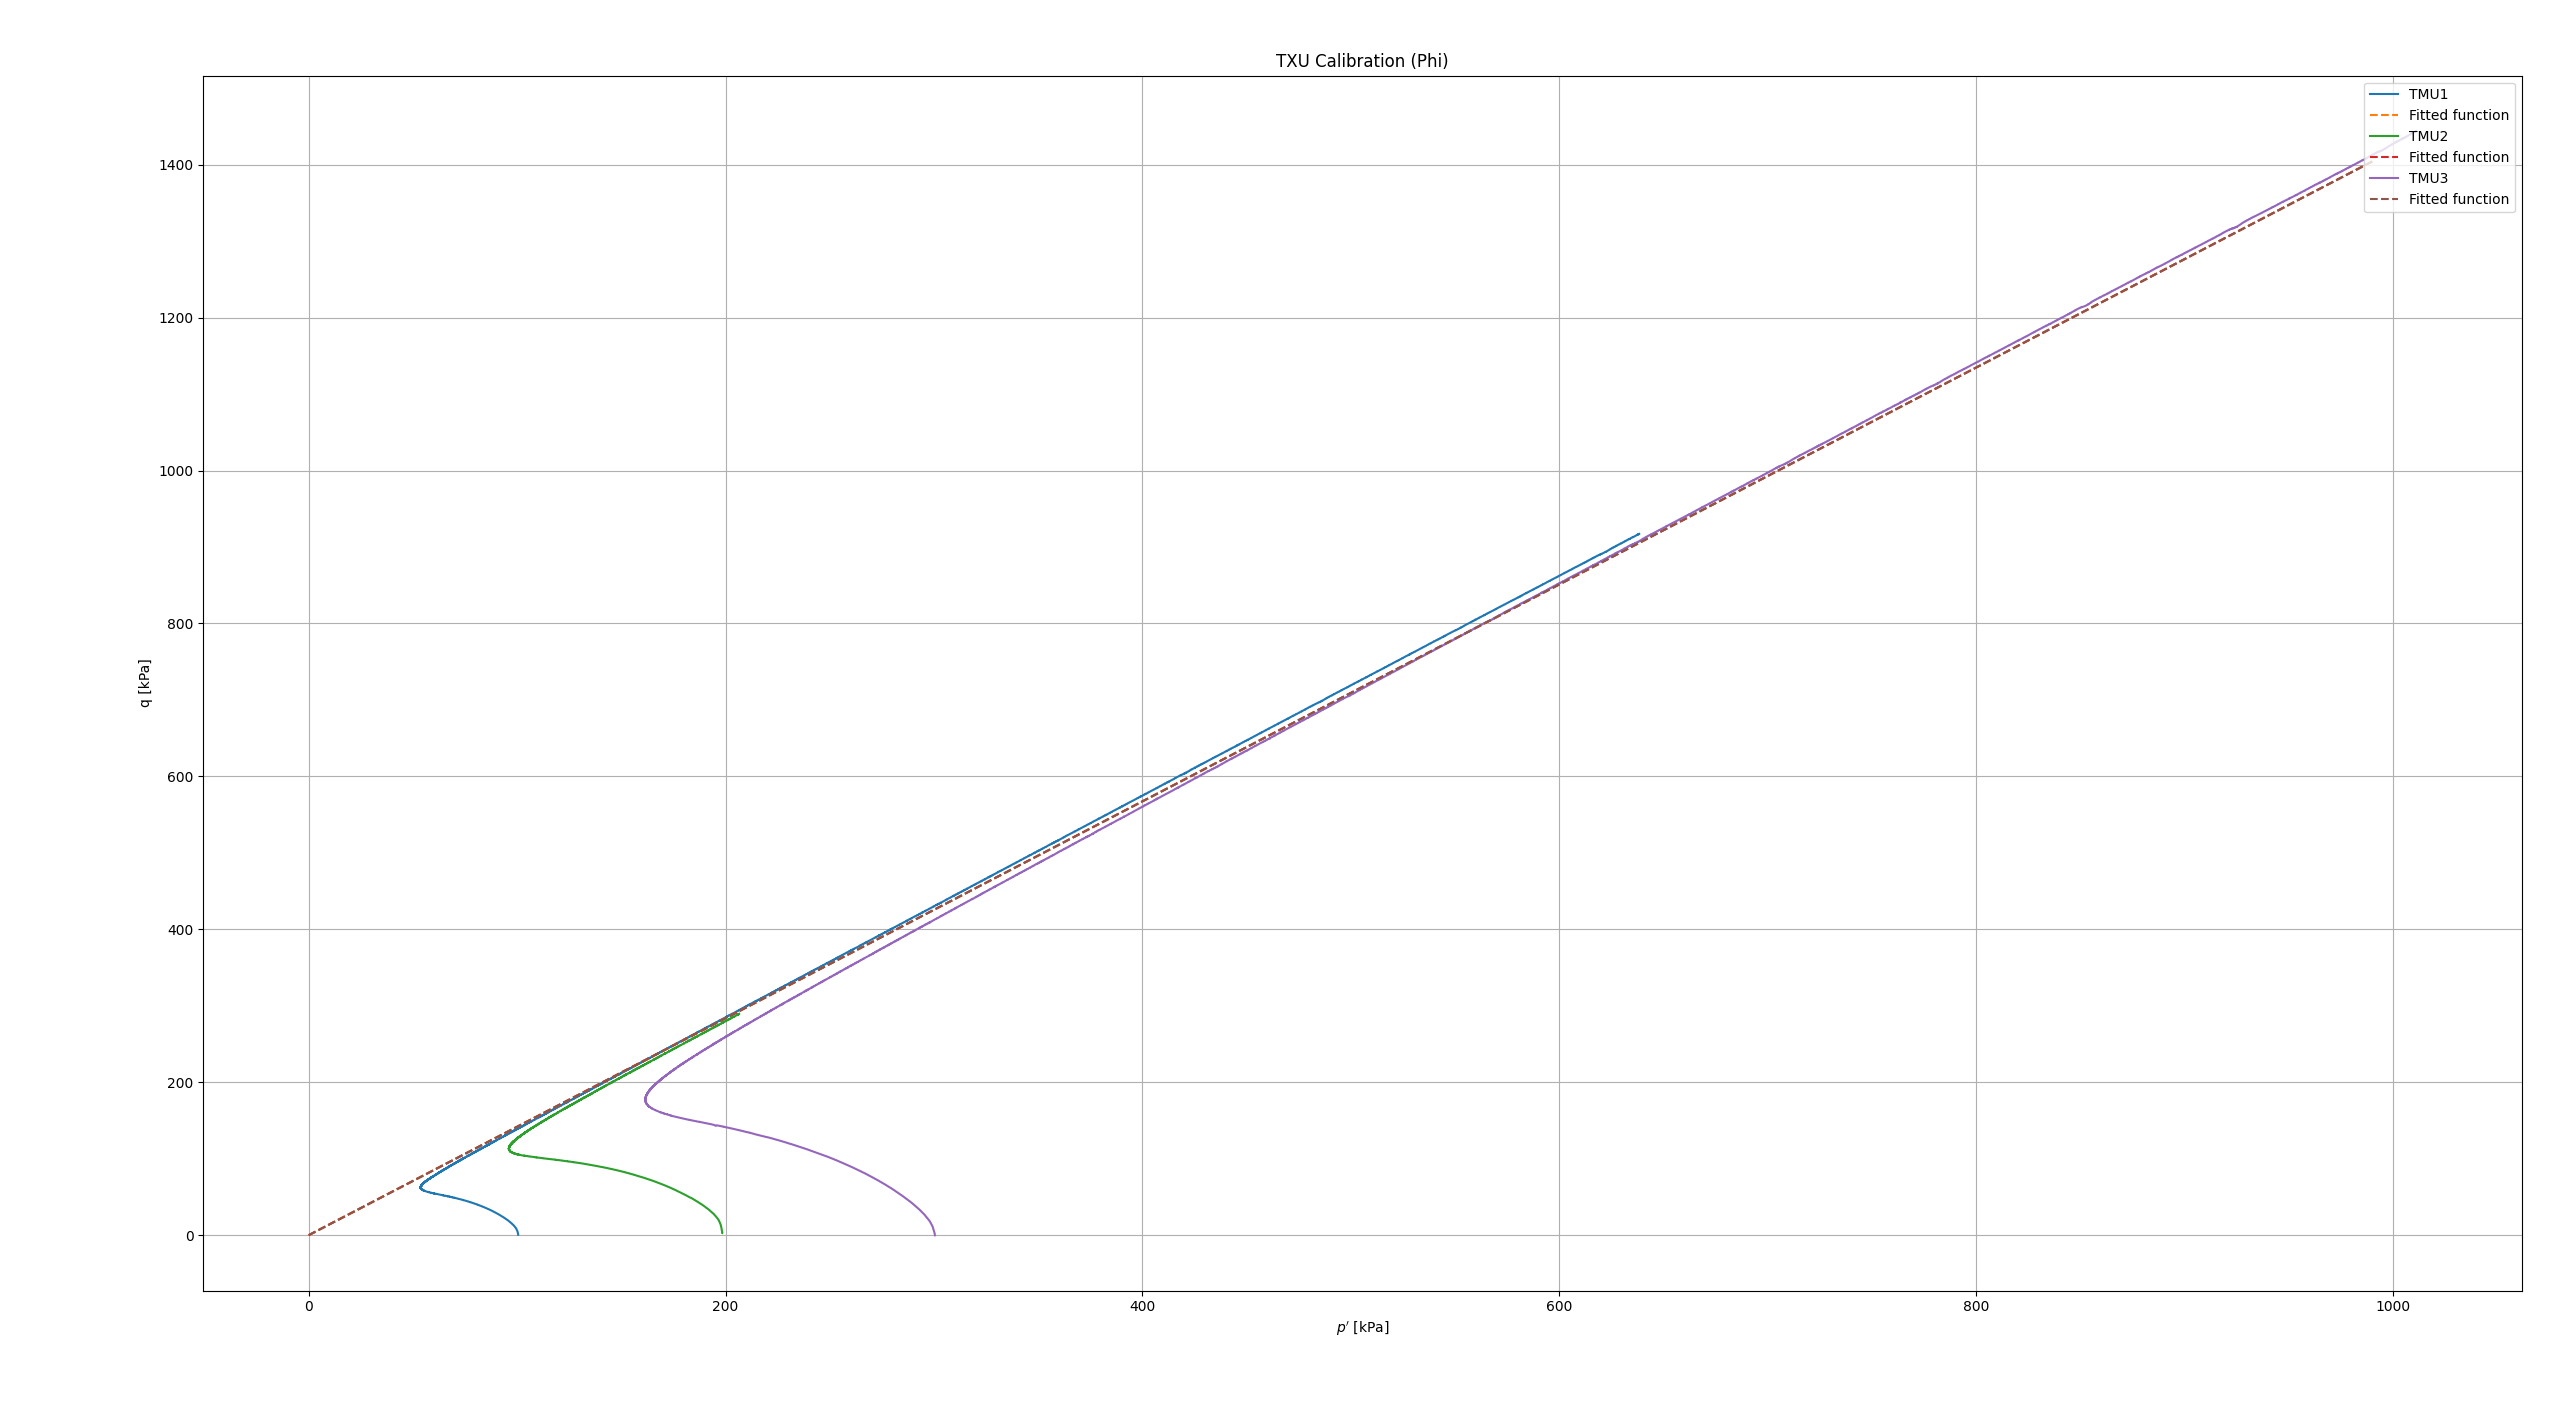 TXU Calibration (Phi)
TMU1
Fitted function
TMU2
Fitted function
TMU3
Fitted function
1400
1200
1000
800
600
400
200
0
q [kPa]
0 200 400 600 800 1000
p′ [kPa]